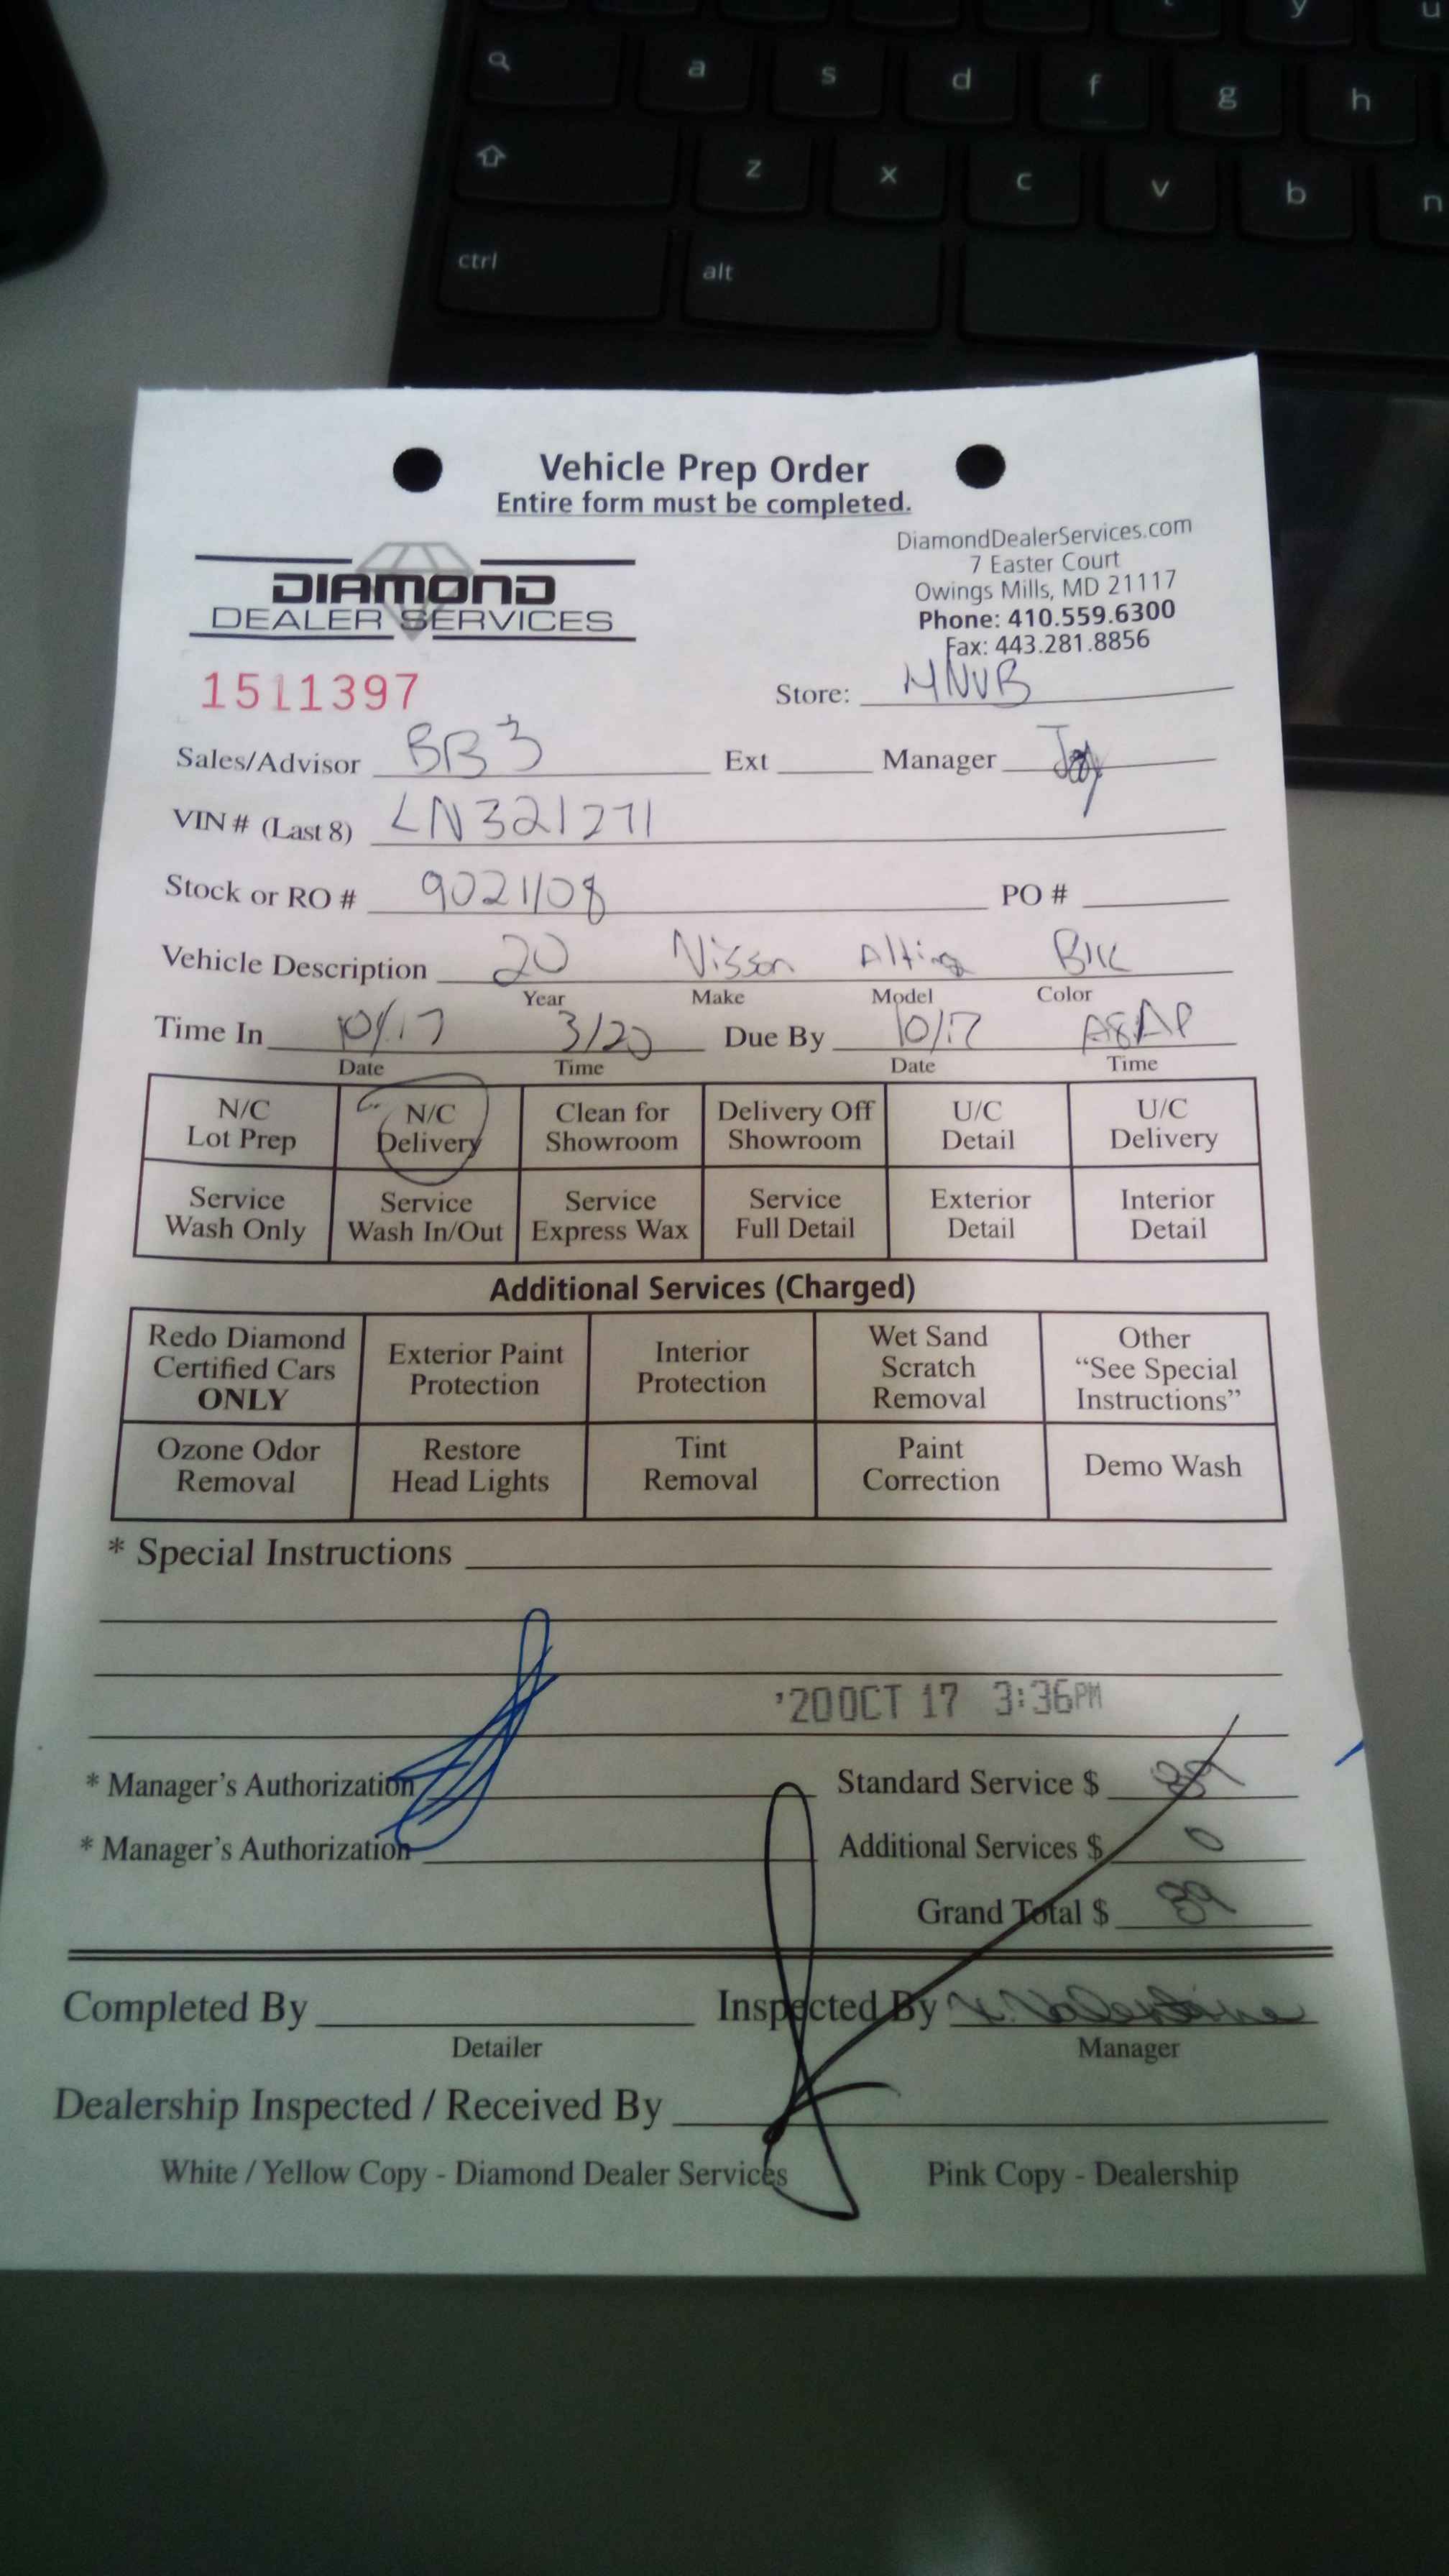 q a s d f g h y u
z x c v b n
ctrl alt
Vehicle Prep Order
Entire form must be completed.
DIAMOND
DEALER SERVICES
DiamondDealerServices.com
7 Easter Court
Owings Mills, MD 21117
Phone: 410.559.6300
Fax: 443.281.8856
1511397
Store: MNVB
Sales/Advisor BB3 Ext Manager
VIN # (Last 8) LN321271
Stock or RO # 9021108 PO #
Vehicle Description 20 Nissan Altima Blk
Year Make Model Color
Time In 10/17 3/20 Due By 10/17 ASAP
Date Time Date Time
N/C Lot Prep N/C Delivery Clean for Showroom Delivery Off Showroom U/C Detail U/C Delivery
Service Wash Only Service Wash In/Out Service Express Wax Service Full Detail Exterior Detail Interior Detail
Additional Services (Charged)
Redo Diamond Certified Cars ONLY Exterior Paint Protection Interior Protection Wet Sand Scratch Removal Other “See Special Instructions”
Ozone Odor Removal Restore Head Lights Tint Removal Paint Correction Demo Wash
* Special Instructions
'20 OCT 17 3:36PM
* Manager's Authorization Standard Service $ 39
* Manager's Authorization Additional Services $ 0
Grand Total $ 39
Completed By Inspected By K. Valentine
Detailer Manager
Dealership Inspected / Received By
White / Yellow Copy - Diamond Dealer Services Pink Copy - Dealership